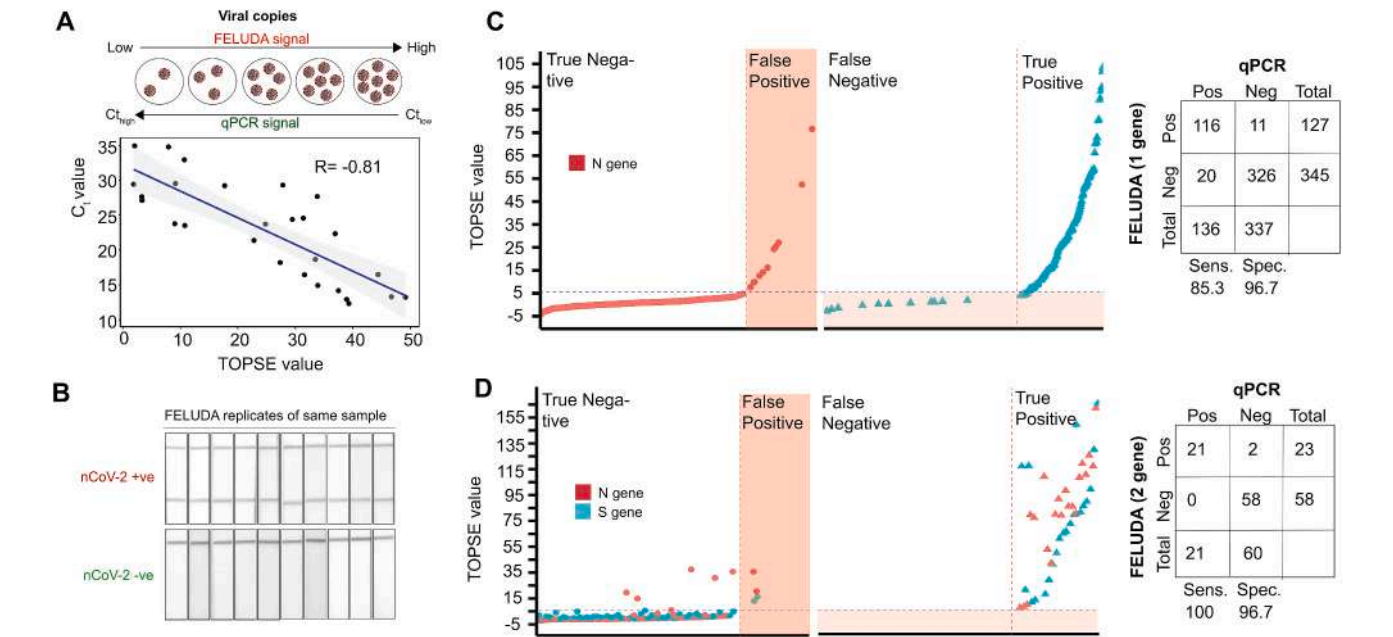 A
Viral copies
FELUDA signal
Low
High
Ct high
Ct low
qPCR signal
R= -0.81
Ct value
35
30
25
20
15
10
0 10 20 30 40 50
TOPSE value
B
FELUDA replicates of same sample
nCoV-2 +ve
nCoV-2 -ve
C
True Nega-
tive
False
Positive
False
Negative
True
Positive
TOPSE value
105
95
85
75
65
55
45
35
25
15
5
-5
N gene
qPCR
Pos Neg Total
FELUDA (1 gene)
Pos 116 11 127
Neg 20 326 345
Total 136 337
Sens. Spec.
85.3 96.7
D
True Nega-
tive
False
Positive
False
Negative
True
Positive
TOPSE value
155
135
115
95
75
55
35
15
-5
N gene
S gene
qPCR
Pos Neg Total
FELUDA (2 gene)
Pos 21 2 23
Neg 0 58 58
Total 21 60
Sens. Spec.
100 96.7